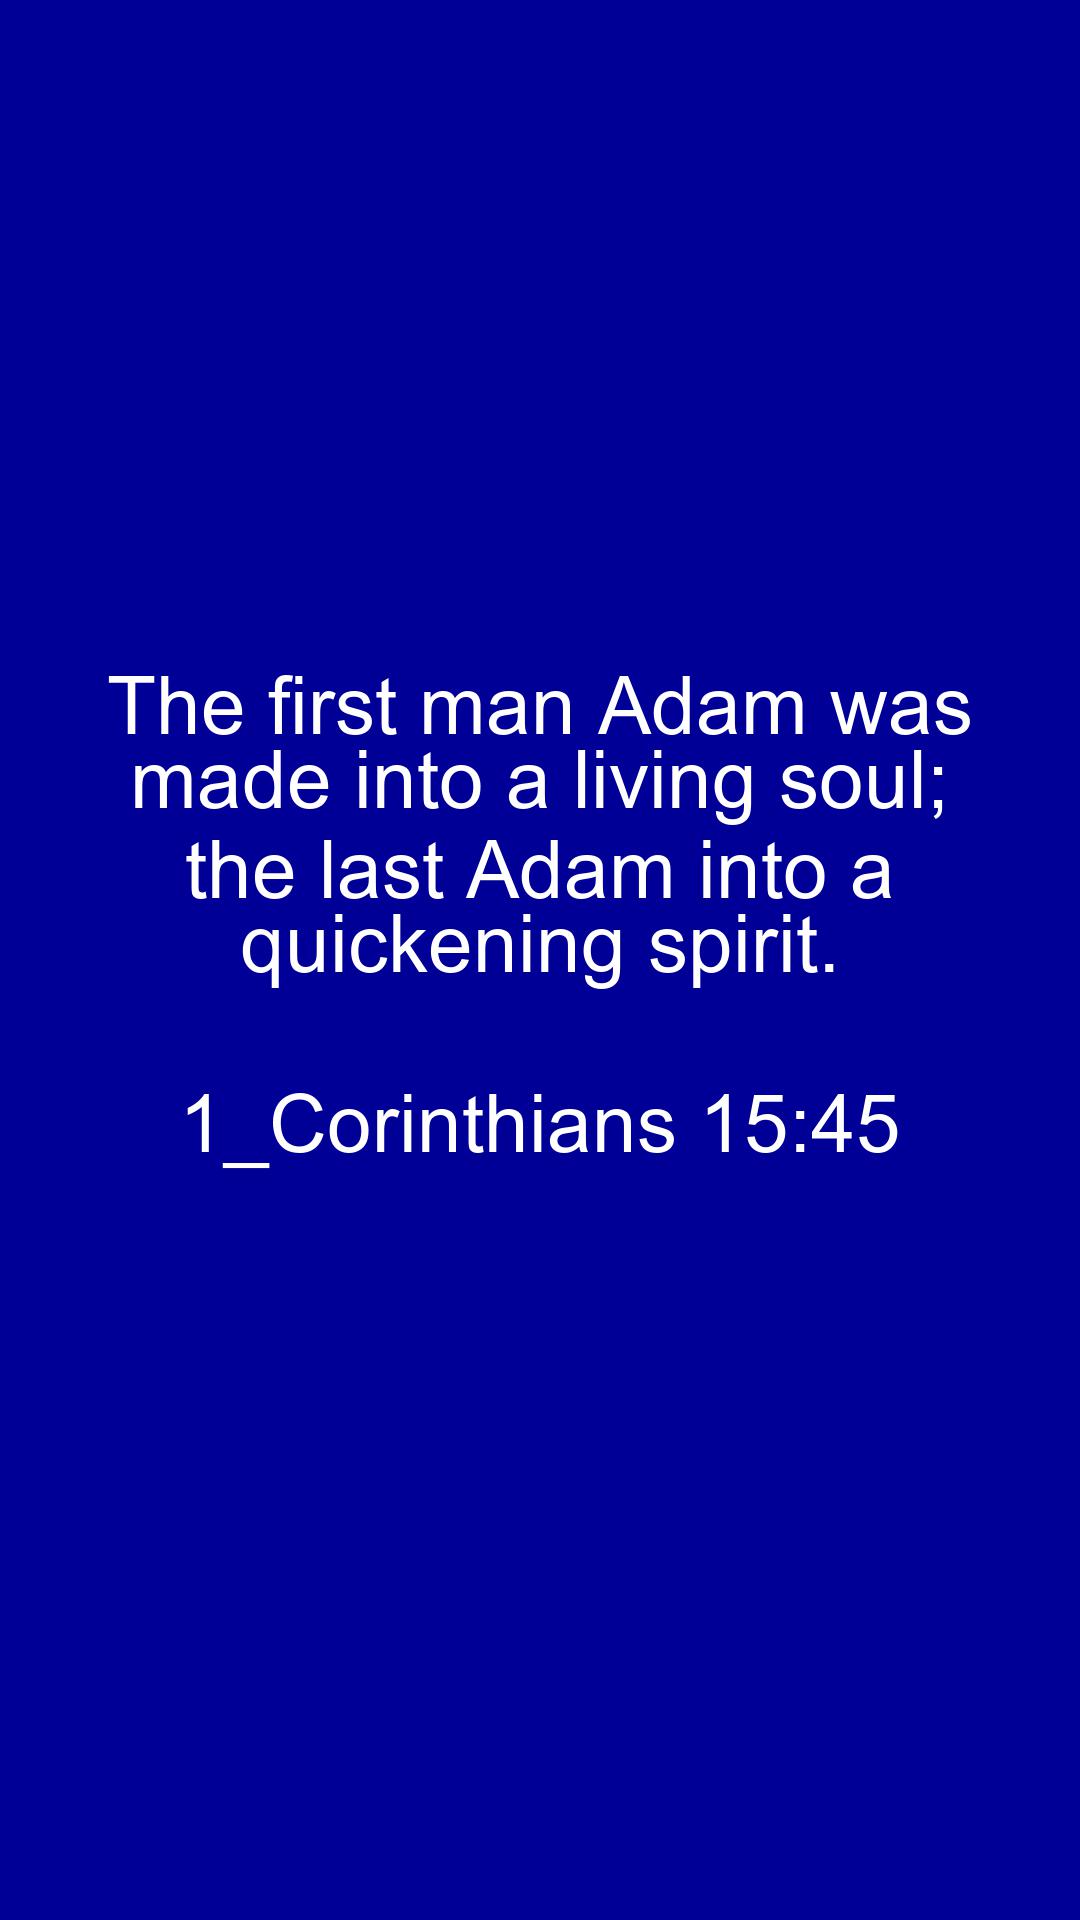 The first man Adam was
made into a living soul;
the last Adam into a
quickening spirit.
1_Corinthians 15:45